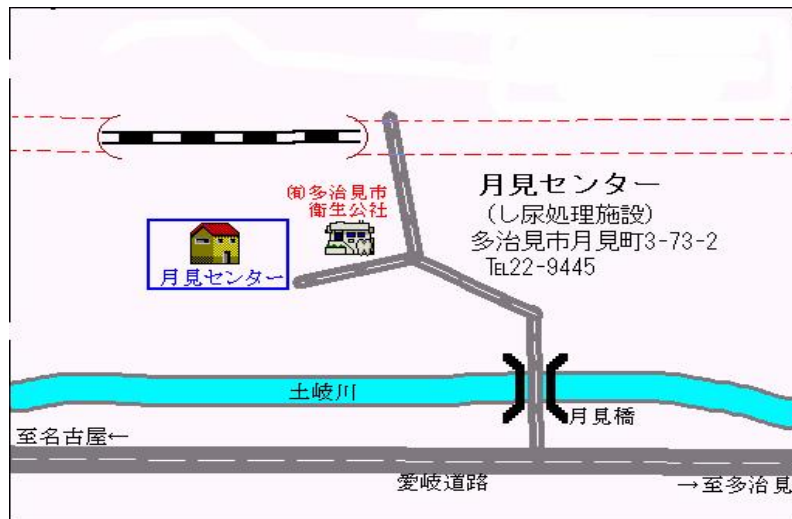 ㈲多治見市
衛生公社
月見センター
月見センター
(し尿処理施設)
多治見市月見町3-73-2
℡22-9445
土岐川
月見橋
至名古屋←
愛岐道路
→至多治見